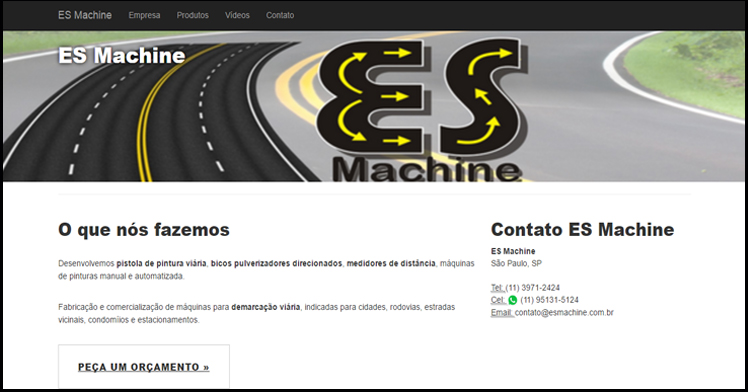 ES Machine Empresa Produtos Vídeos Contato
ES Machine
ES
Machine
O que nós fazemos
Desenvolvemos pistola de pintura viária, bicos pulverizadores direcionados, medidores de distância, máquinas
de pinturas manual e automatizada.
Fabricação e comercialização de máquinas para demarcação viária, indicadas para cidades, rodovias, estradas
vicinais, condomíios e estacionamentos.
PEÇA UM ORÇAMENTO »
Contato ES Machine
ES Machine
São Paulo, SP
Tel: (11) 3971-2424
Cel: (11) 95131-5124
Email: contato@esmachine.com.br